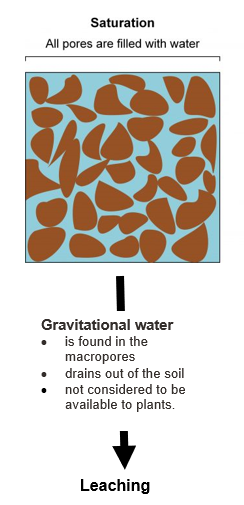 Saturation
All pores are filled with water
Gravitational water
• is found in the
macropores
• drains out of the soil
• not considered to be
available to plants.
Leaching